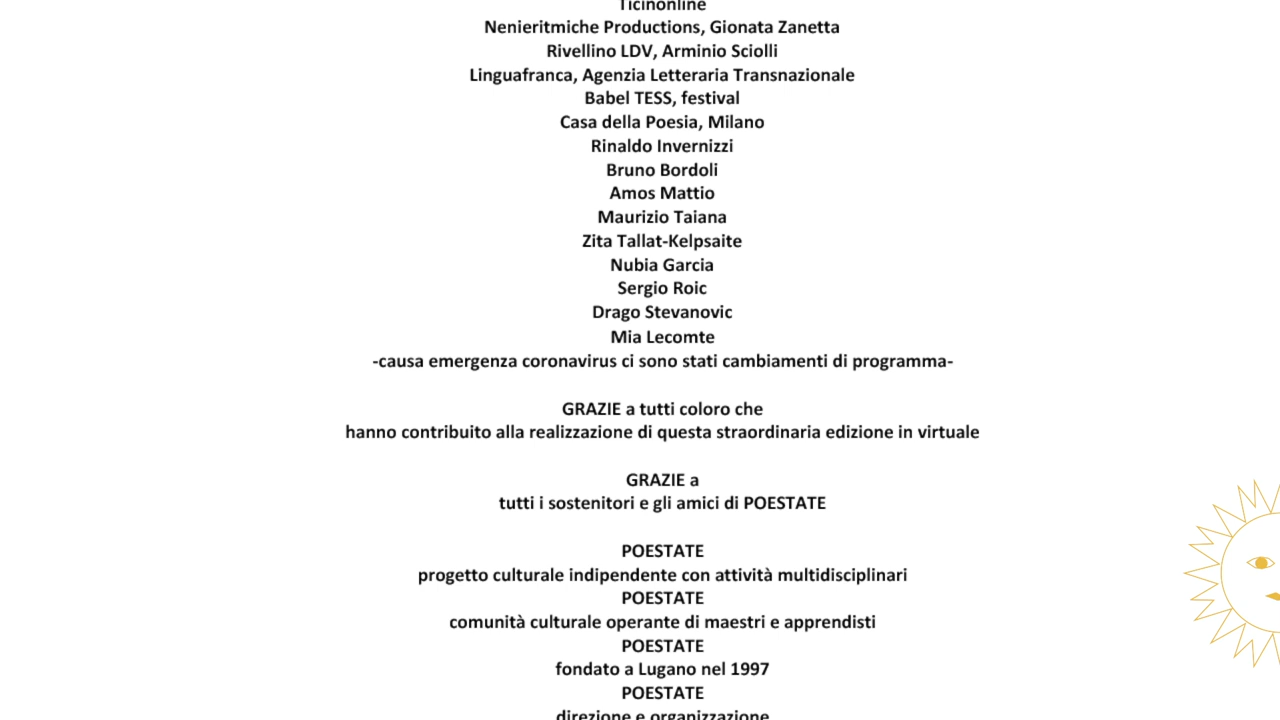 Ticinonline
Nenieritmiche Productions, Gionata Zanetta
Rivellino LDV, Arminio Sciolli
Linguafranca, Agenzia Letteraria Transnazionale
Babel TESS, festival
Casa della Poesia, Milano
Rinaldo Invernizzi
Bruno Bordoli
Amos Mattio
Maurizio Taiana
Zita Tallat-Kelpsaite
Nubia Garcia
Sergio Roic
Drago Stevanovic
Mia Lecomte
-causa emergenza coronavirus ci sono stati cambiamenti di programma-
GRAZIE a tutti coloro che
hanno contribuito alla realizzazione di questa straordinaria edizione in virtuale
GRAZIE a
tutti i sostenitori e gli amici di POESTATE
POESTATE
progetto culturale indipendente con attività multidisciplinari
POESTATE
comunità culturale operante di maestri e apprendisti
POESTATE
fondato a Lugano nel 1997
POESTATE
direzione e organizzazione